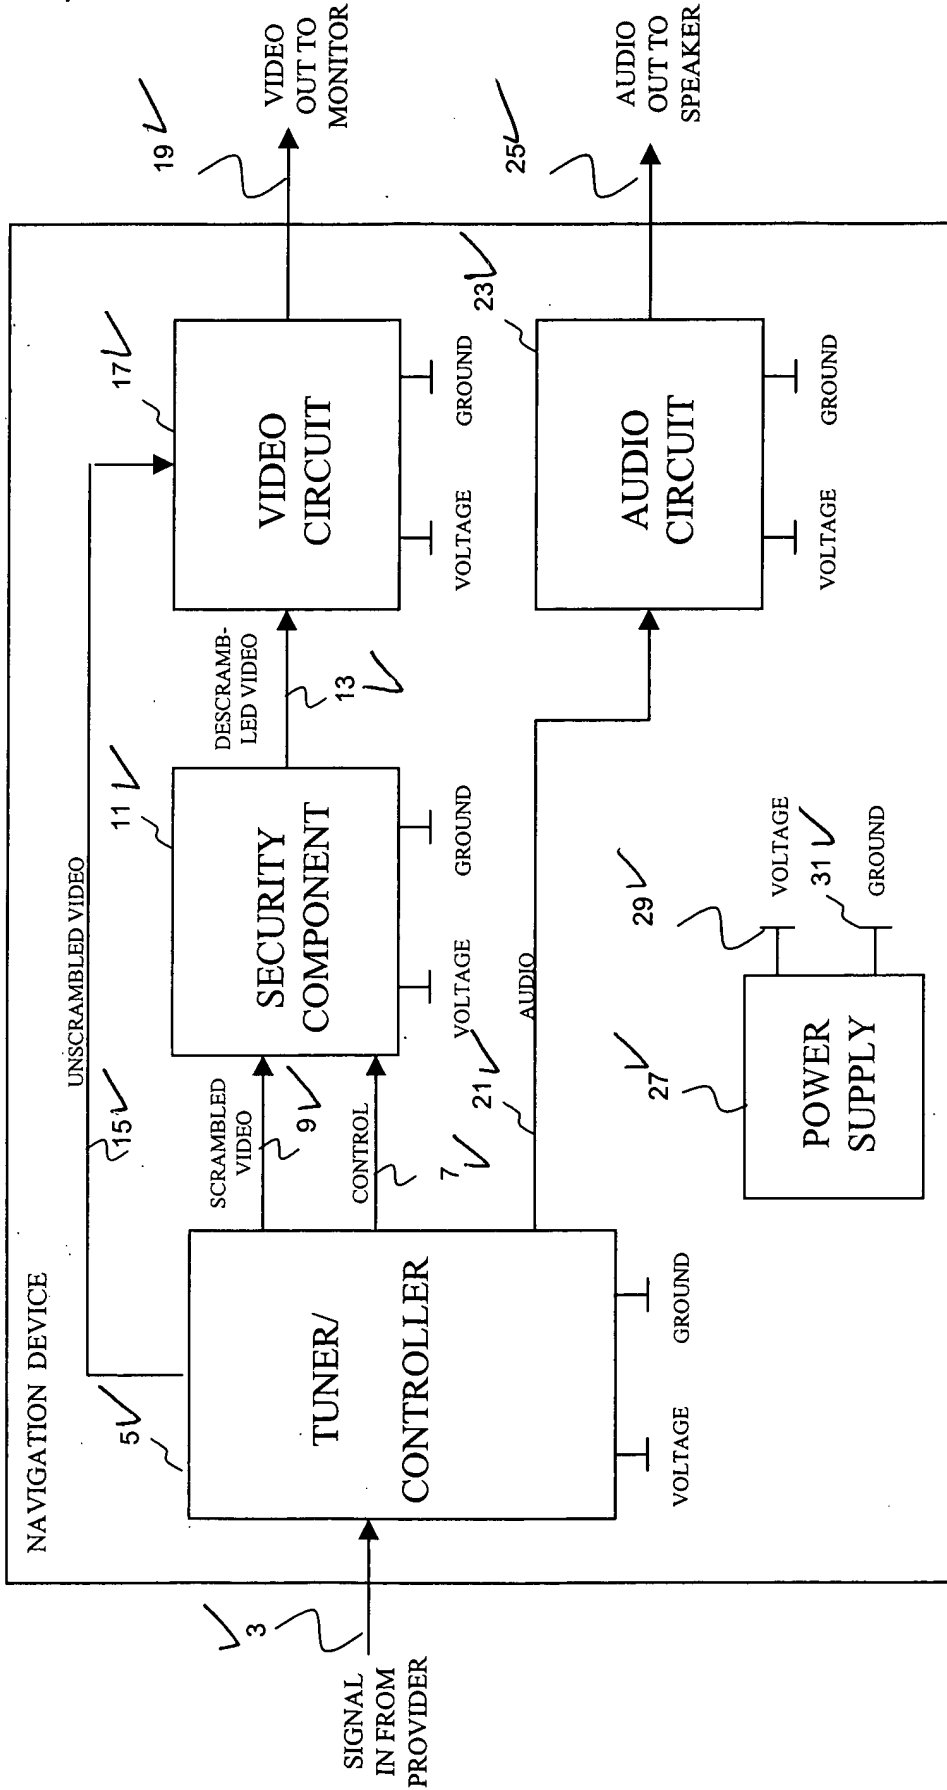 NAVIGATION DEVICE
UNSCRAMBLED VIDEO
15
5
11
17
19
VIDEO
OUT TO
MONITOR
3
SIGNAL
IN FROM
PROVIDER
TUNER/
CONTROLLER
VOLTAGE
GROUND
SCRAMBLED
VIDEO
9
CONTROL
7
SECURITY
COMPONENT
VOLTAGE
GROUND
DESCRAMB-
LED VIDEO
13
VIDEO
CIRCUIT
VOLTAGE
GROUND
21
AUDIO
23
AUDIO
CIRCUIT
VOLTAGE
GROUND
25
AUDIO
OUT TO
SPEAKER
27
POWER
SUPPLY
29
VOLTAGE
31
GROUND